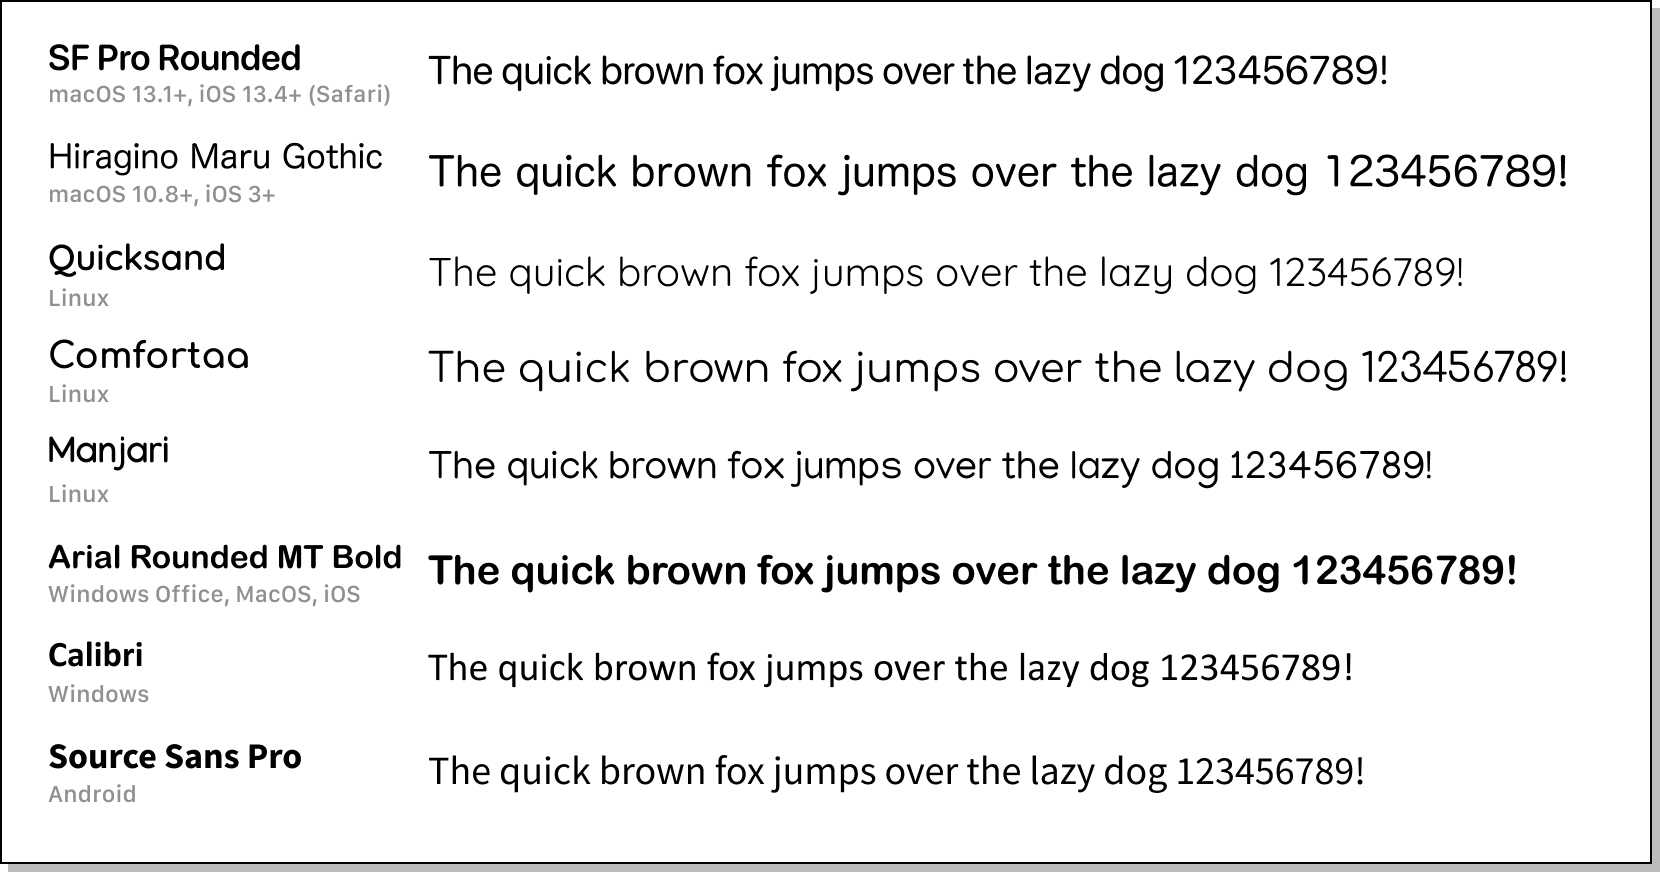 SF Pro Rounded
macOS 13.1+, iOS 13.4+ (Safari)
The quick brown fox jumps over the lazy dog 123456789!
Hiragino Maru Gothic
macOS 10.8+, iOS 3+
The quick brown fox jumps over the lazy dog 123456789!
Quicksand
Linux
The quick brown fox jumps over the lazy dog 123456789!
Comfortaa
Linux
The quick brown fox jumps over the lazy dog 123456789!
Manjari
Linux
The quick brown fox jumps over the lazy dog 123456789!
Arial Rounded MT Bold
Windows Office, MacOS, iOS
The quick brown fox jumps over the lazy dog 123456789!
Calibri
Windows
The quick brown fox jumps over the lazy dog 123456789!
Source Sans Pro
Android
The quick brown fox jumps over the lazy dog 123456789!